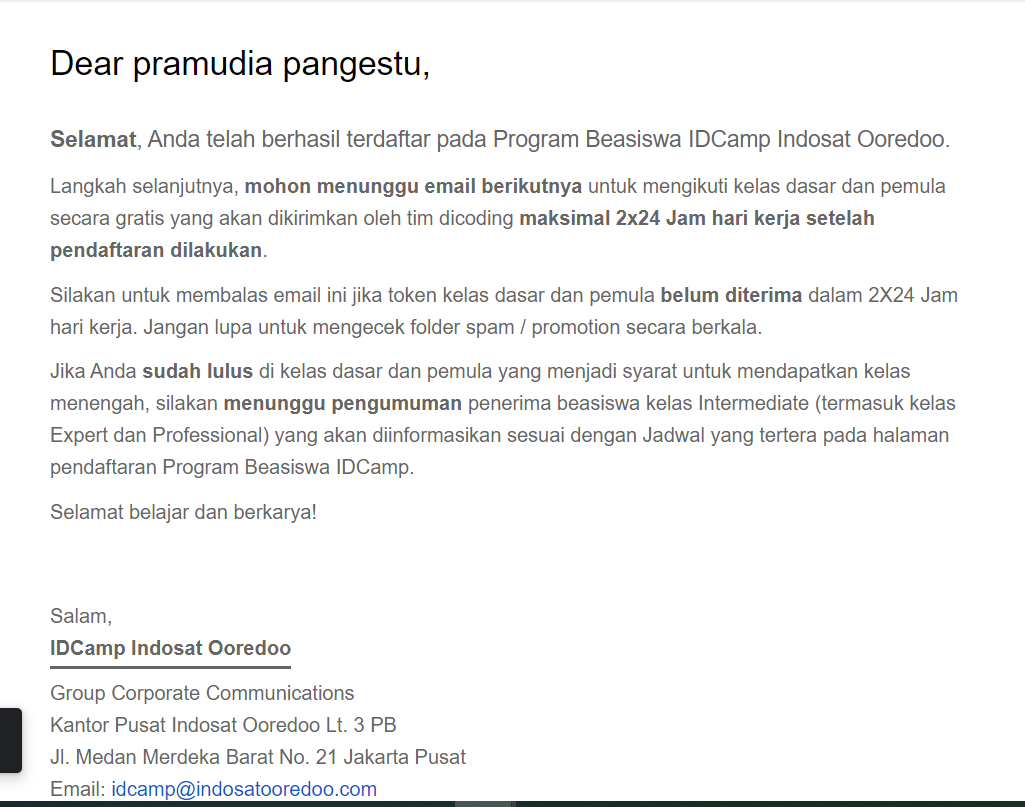 Dear pramudia pangestu,
Selamat, Anda telah berhasil terdaftar pada Program Beasiswa IDCamp Indosat Ooredoo.
Langkah selanjutnya, mohon menunggu email berikutnya untuk mengikuti kelas dasar dan pemula
secara gratis yang akan dikirimkan oleh tim dicoding maksimal 2x24 Jam hari kerja setelah
pendaftaran dilakukan.
Silakan untuk membalas email ini jika token kelas dasar dan pemula belum diterima dalam 2X24 Jam
hari kerja. Jangan lupa untuk mengecek folder spam / promotion secara berkala.
Jika Anda sudah lulus di kelas dasar dan pemula yang menjadi syarat untuk mendapatkan kelas
menengah, silakan menunggu pengumuman penerima beasiswa kelas Intermediate (termasuk kelas
Expert dan Professional) yang akan diinformasikan sesuai dengan Jadwal yang tertera pada halaman
pendaftaran Program Beasiswa IDCamp.
Selamat belajar dan berkarya!
Salam,
IDCamp Indosat Ooredoo
Group Corporate Communications
Kantor Pusat Indosat Ooredoo Lt. 3 PB
Jl. Medan Merdeka Barat No. 21 Jakarta Pusat
Email: idcamp@indosatooredoo.com